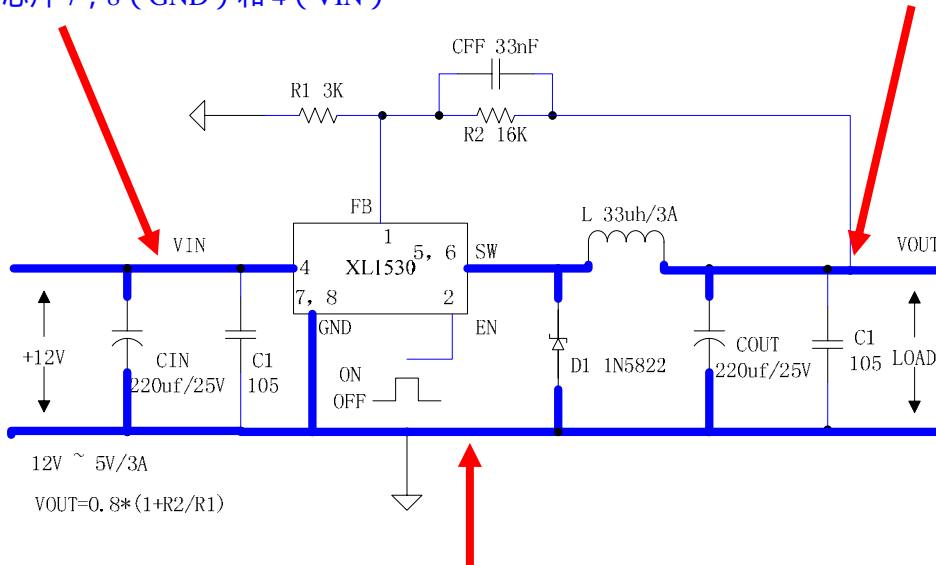 芯片 7，8（GND）和 4（VIN）
CFF 33nF
R1 3K
R2 16K
FB
L 33uh/3A
VIN
1
5, 6
SW
VOUT
4
XL1530
7, 8
2
GND
EN
+12V
CIN
220uf/25V
C1
105
ON
OFF
D1 1N5822
COUT
220uf/25V
C1
105
LOAD
12V ~ 5V/3A
VOUT=0.8*(1+R2/R1)